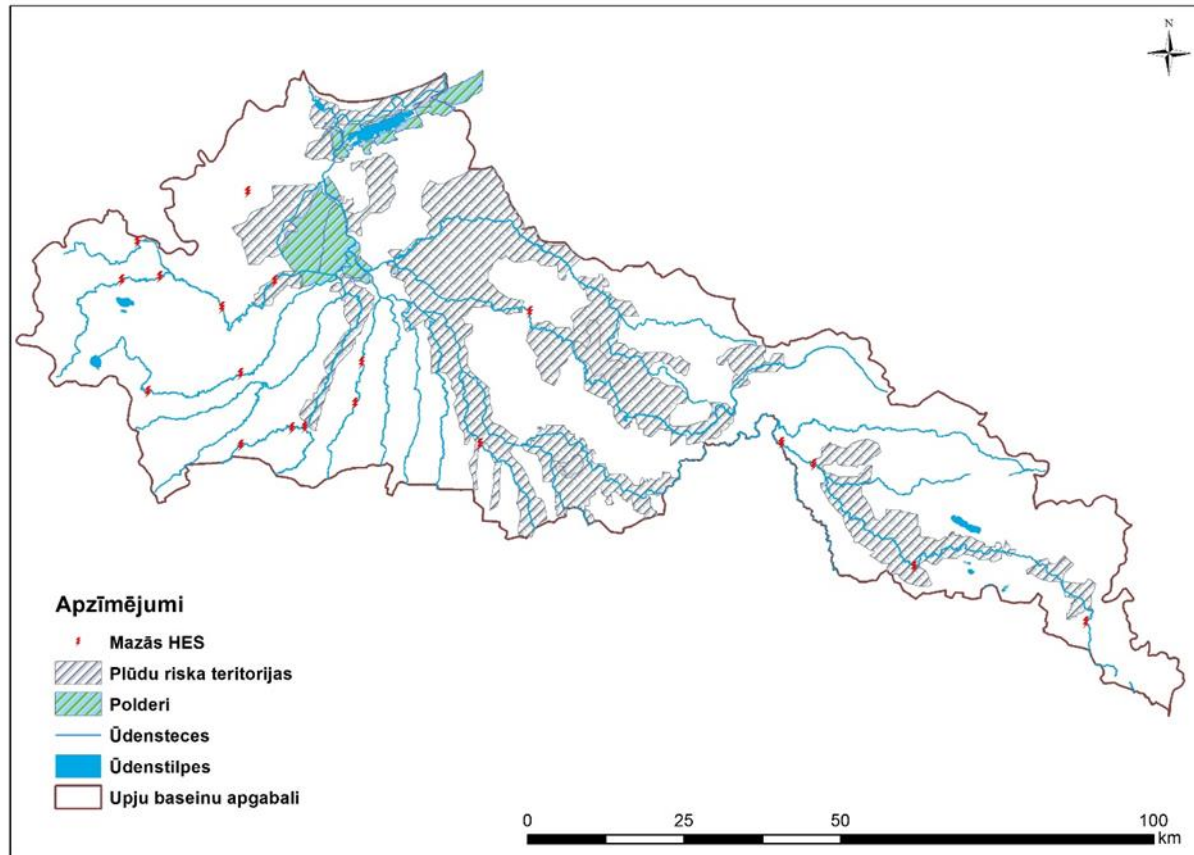 N
Apzīmējumi
Mazās HES
Plūdu riska teritorijas
Polderi
Ūdensteces
Ūdenstilpes
Upju baseinu apgabali
0 25 50 100
km